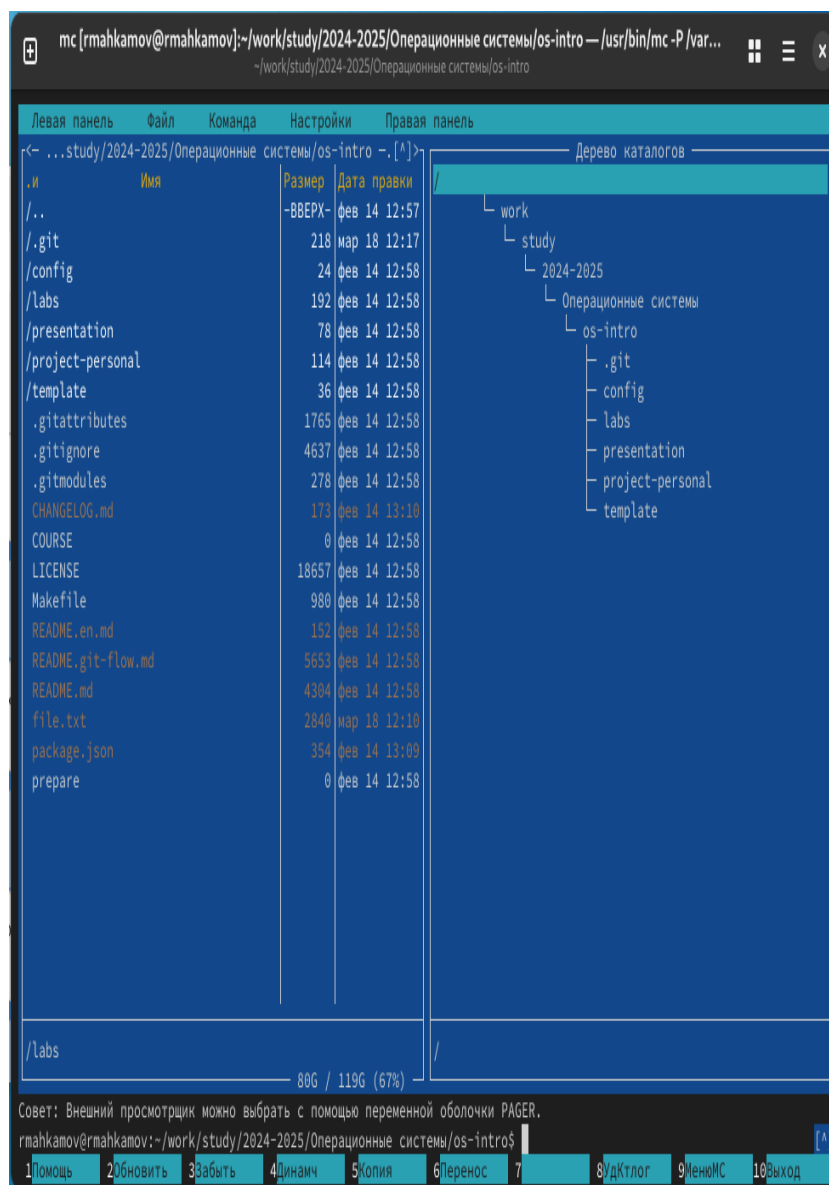 mc [rmahkamov@rmahkamov]:~/work/study/2024-2025/Операционные системы/os-intro — /usr/bin/mc -P /var...
~/work/study/2024-2025/Операционные системы/os-intro
Левая панель Файл Команда Настройки Правая панель
<- ...study/2024-2025/Операционные системы/os-intro -.[^]>
.и Имя Размер Дата правки
/.. -ВВЕРХ- фев 14 12:57
/.git 218 мар 18 12:17
/config 24 фев 14 12:58
/labs 192 фев 14 12:58
/presentation 78 фев 14 12:58
/project-personal 114 фев 14 12:58
/template 36 фев 14 12:58
.gitattributes 1765 фев 14 12:58
.gitignore 4637 фев 14 12:58
.gitmodules 278 фев 14 12:58
CHANGELOG.md 173 фев 14 13:10
COURSE 0 фев 14 12:58
LICENSE 18657 фев 14 12:58
Makefile 980 фев 14 12:58
README.en.md 152 фев 14 12:58
README.git-flow.md 5653 фев 14 12:58
README.md 4304 фев 14 12:58
file.txt 2840 мар 18 12:10
package.json 354 фев 14 13:09
prepare 0 фев 14 12:58
/labs
80G / 119G (67%)
Дерево каталогов
/
work
study
2024-2025
Операционные системы
os-intro
.git
config
labs
presentation
project-personal
template
/
Совет: Внешний просмотрщик можно выбрать с помощью переменной оболочки PAGER.
rmahkamov@rmahkamov:~/work/study/2024-2025/Операционные системы/os-intro$ [^
1Помощь 2Обновить 3Забыть 4Динамч 5Копия 6Перенос 7 8УдКтлог 9МенюМС 10Выход